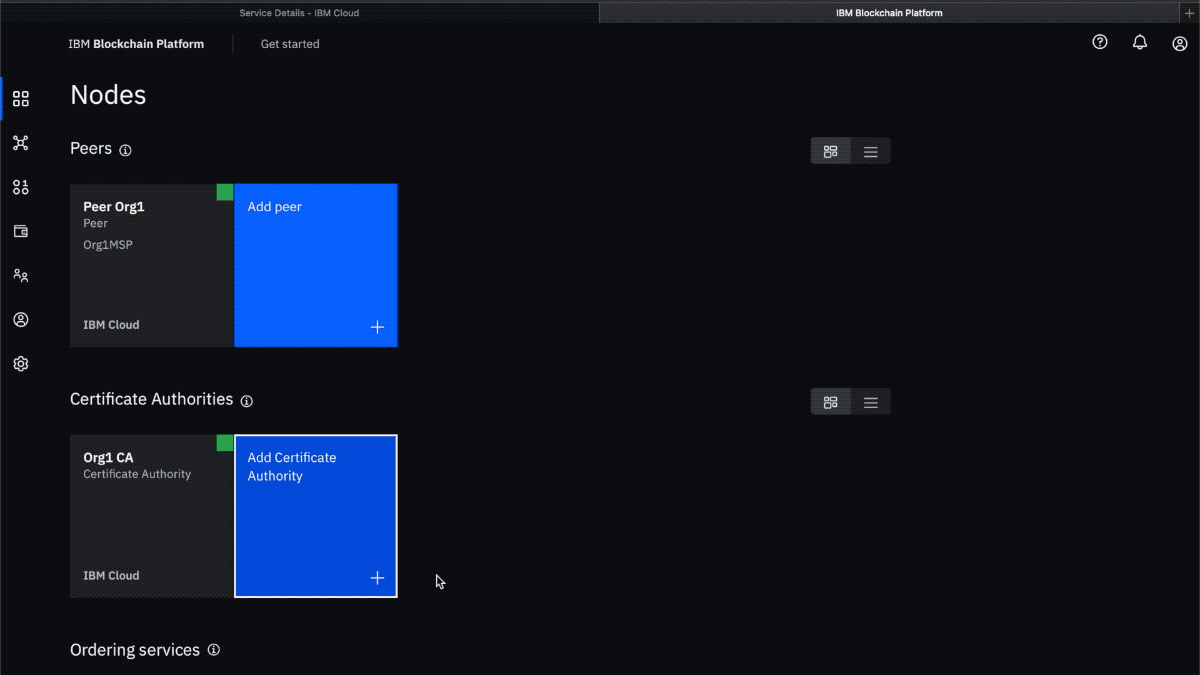 Service Details - IBM Cloud
IBM Blockchain Platform
IBM Blockchain Platform
Get started
Nodes
Peers
Peer Org1
Peer
Org1MSP
IBM Cloud
Add peer
Certificate Authorities
Org1 CA
Certificate Authority
IBM Cloud
Add Certificate
Authority
Ordering services